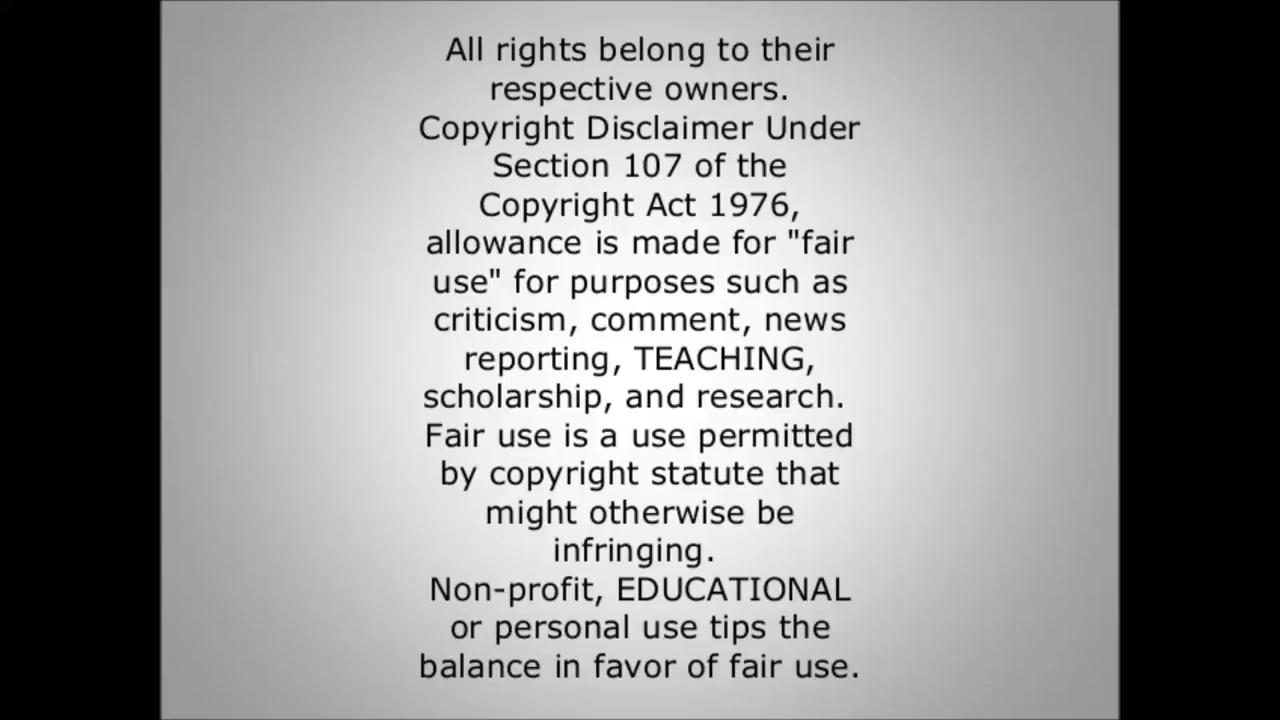 All rights belong to their
respective owners.
Copyright Disclaimer Under
Section 107 of the
Copyright Act 1976,
allowance is made for "fair
use" for purposes such as
criticism, comment, news
reporting, TEACHING,
scholarship, and research.
Fair use is a use permitted
by copyright statute that
might otherwise be
infringing.
Non-profit, EDUCATIONAL
or personal use tips the
balance in favor of fair use.